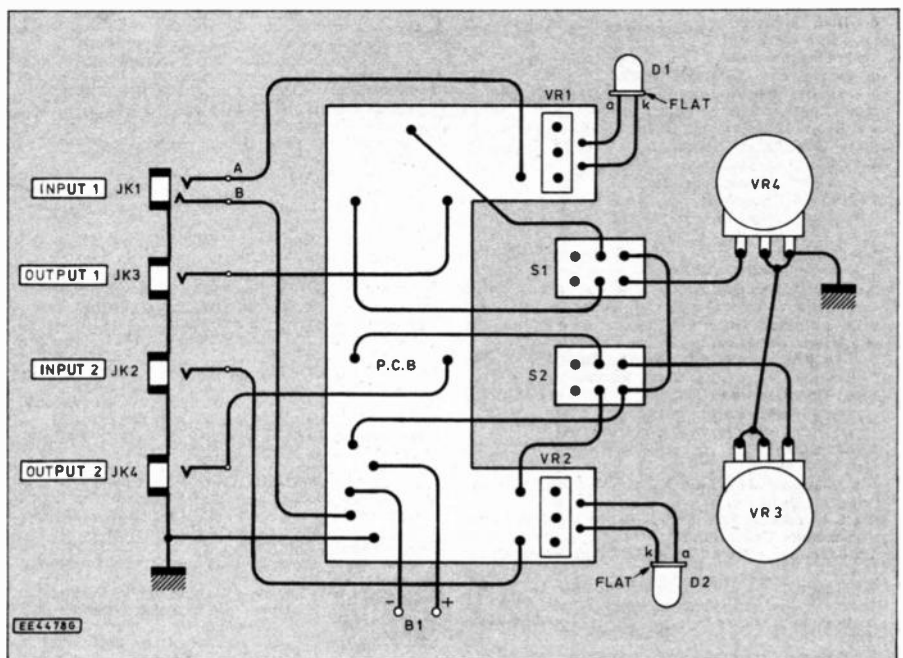 D1
VR1
a k FLAT
A
INPUT 1 JK1
B
VR4
OUTPUT 1 JK3
S1
INPUT 2 JK2
P.C.B
S2
OUTPUT 2 JK4
VR2
VR3
k a
FLAT
D2
- +
B1
EE4478G